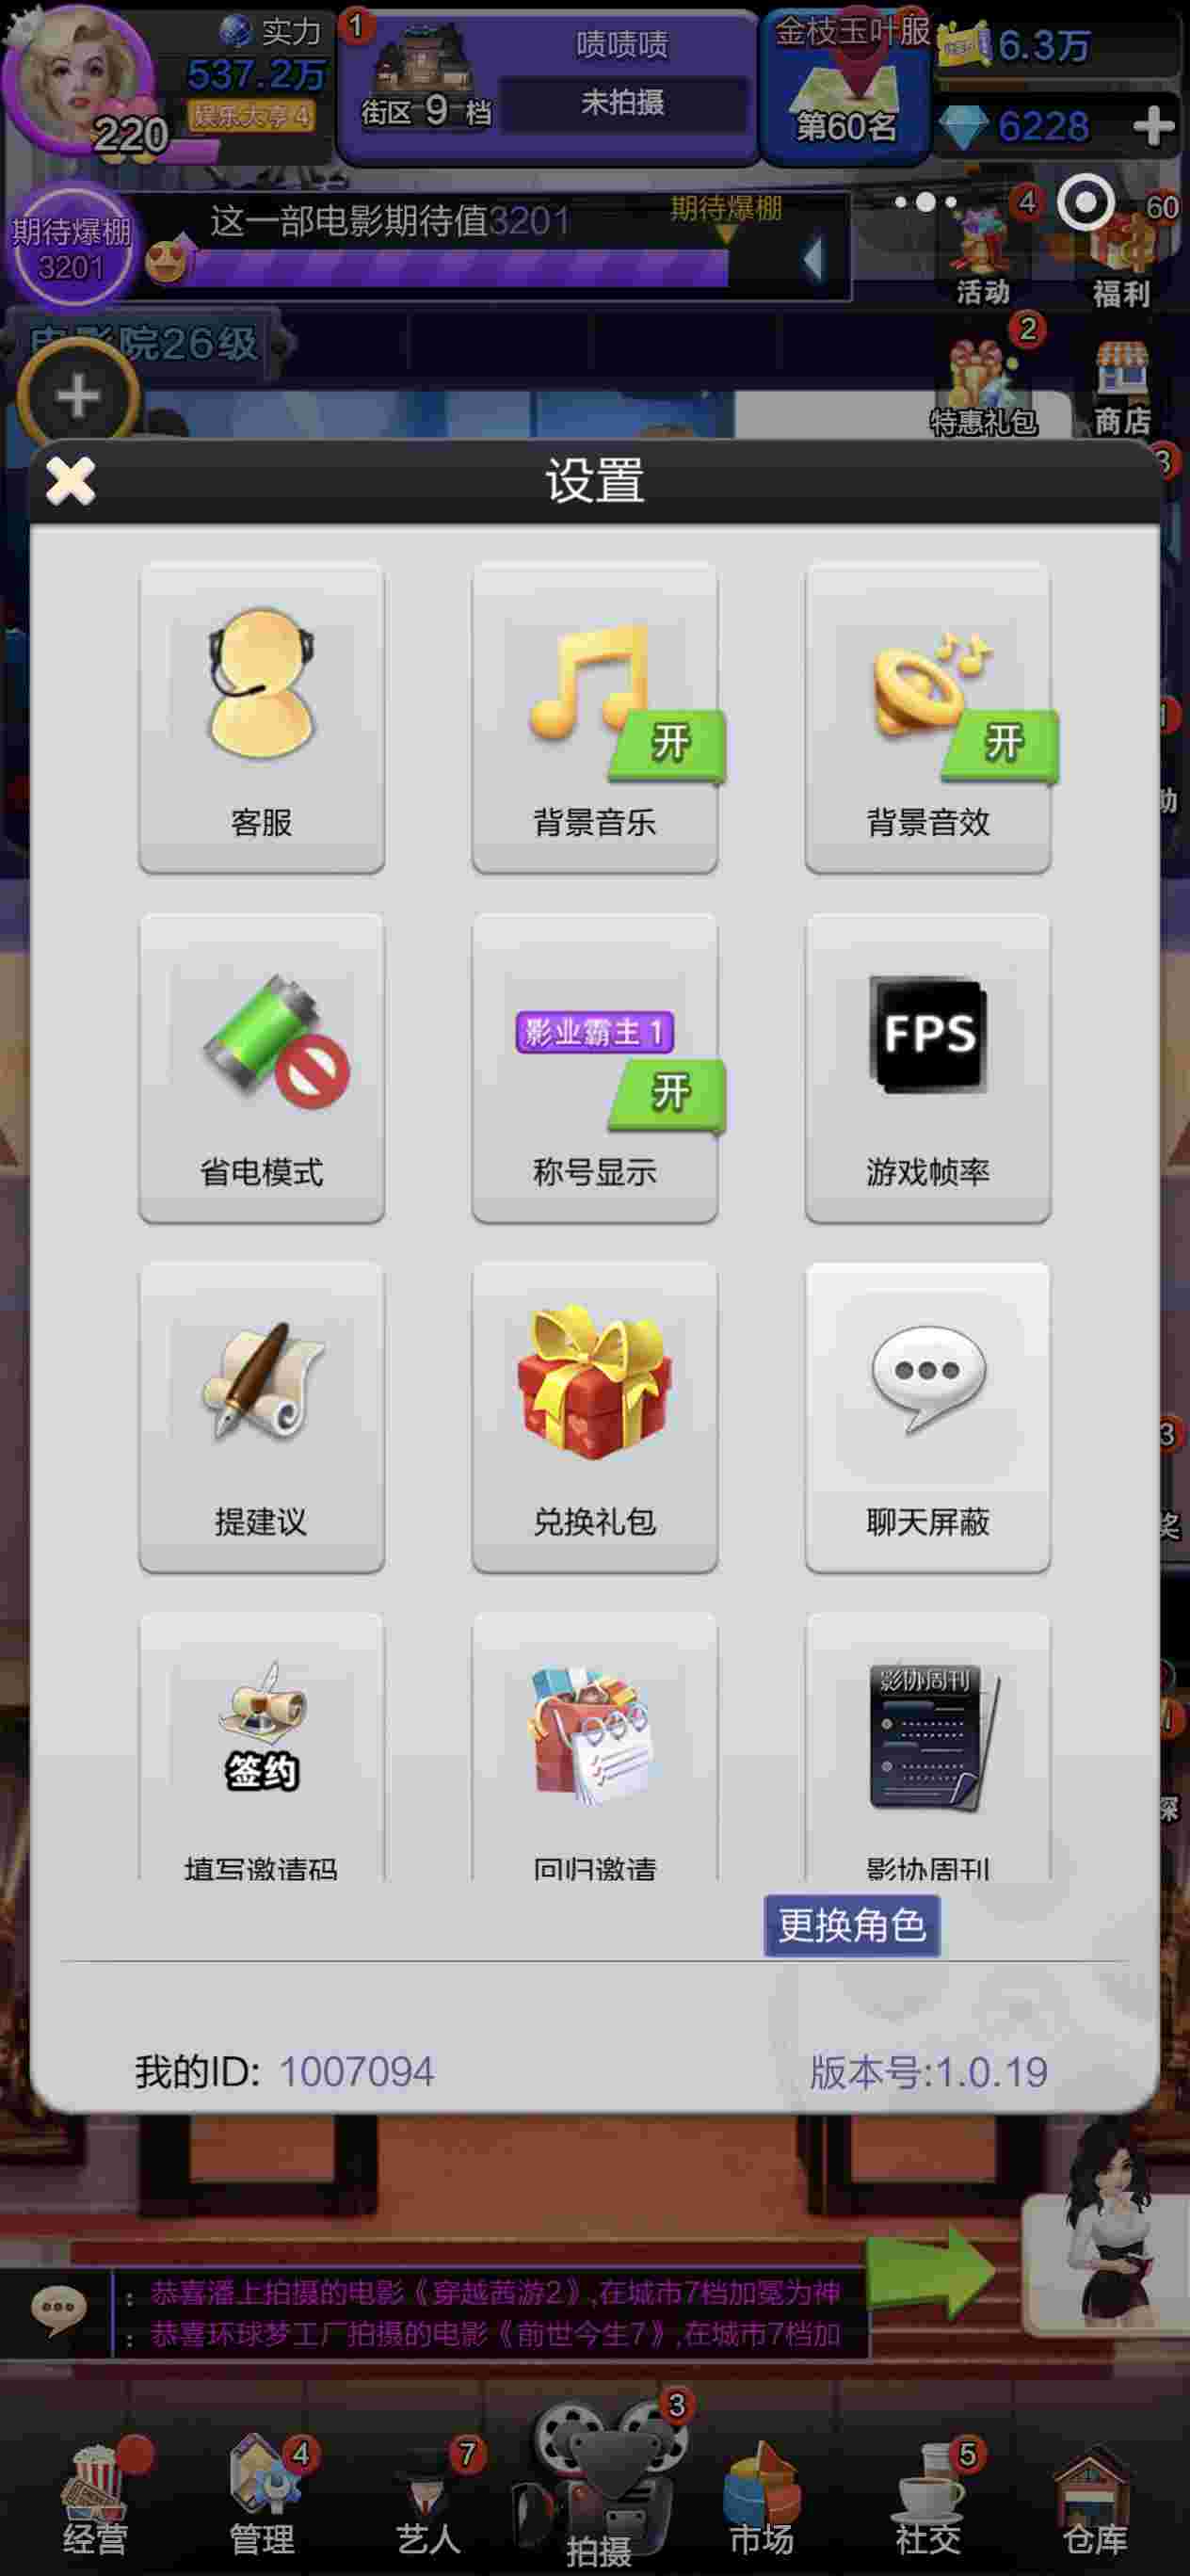 实力
537.2万
娱乐大亨 4
220
1
街区 9 档
啧啧啧
未拍摄
金枝玉叶服
第60名
6.3万
6228
期待爆棚
3201
这一部电影期待值3201
期待爆棚
4
活动
60
福利
电影院26级
2
特惠礼包
商店
3
设置
客服
开
背景音乐
开
背景音效
省电模式
影业霸主 1
开
称号显示
FPS
游戏帧率
提建议
兑换礼包
聊天屏蔽
签约
填写邀请码
回归邀请
影协周刊
影协周刊
更换角色
我的ID: 1007094
版本号:1.0.19
1
助
3
奖
1
探
: 恭喜潘上拍摄的电影《穿越茜游2》,在城市7档加冕为神
: 恭喜环球梦工厂拍摄的电影《前世今生7》,在城市7档加
经营
4
管理
7
艺人
3
拍摄
市场
5
社交
仓库